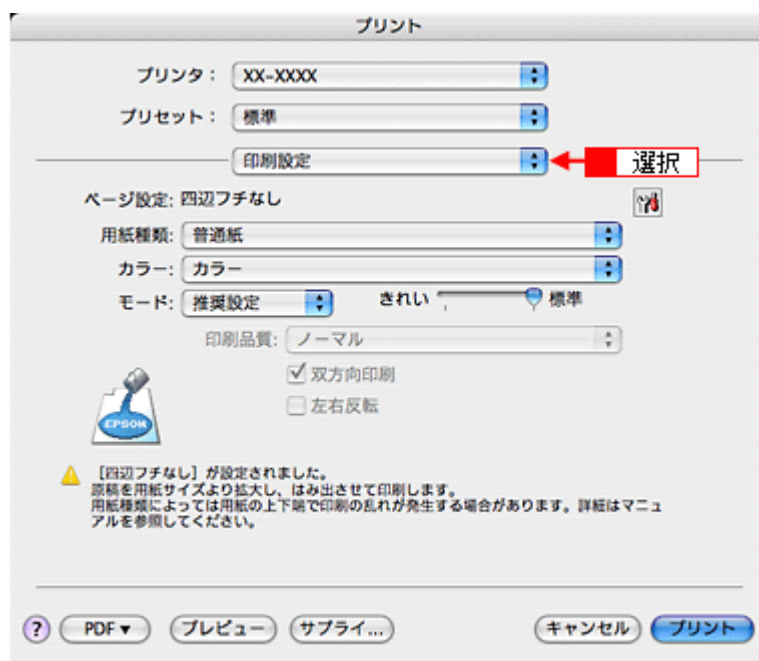 プリント
プリンタ： XX-XXXX
プリセット： 標準
印刷設定 選択
ページ設定: 四辺フチなし
用紙種類: 普通紙
カラー: カラー
モード: 推奨設定 きれい 標準
印刷品質: ノーマル
双方向印刷
左右反転
EPSON
［四辺フチなし］が設定されました。
原稿を用紙サイズより拡大し、はみ出させて印刷します。
用紙種類によっては用紙の上下端で印刷の乱れが発生する場合があります。詳細はマニュ
アルを参照してください。
? PDF▼ プレビュー サプライ... キャンセル プリント